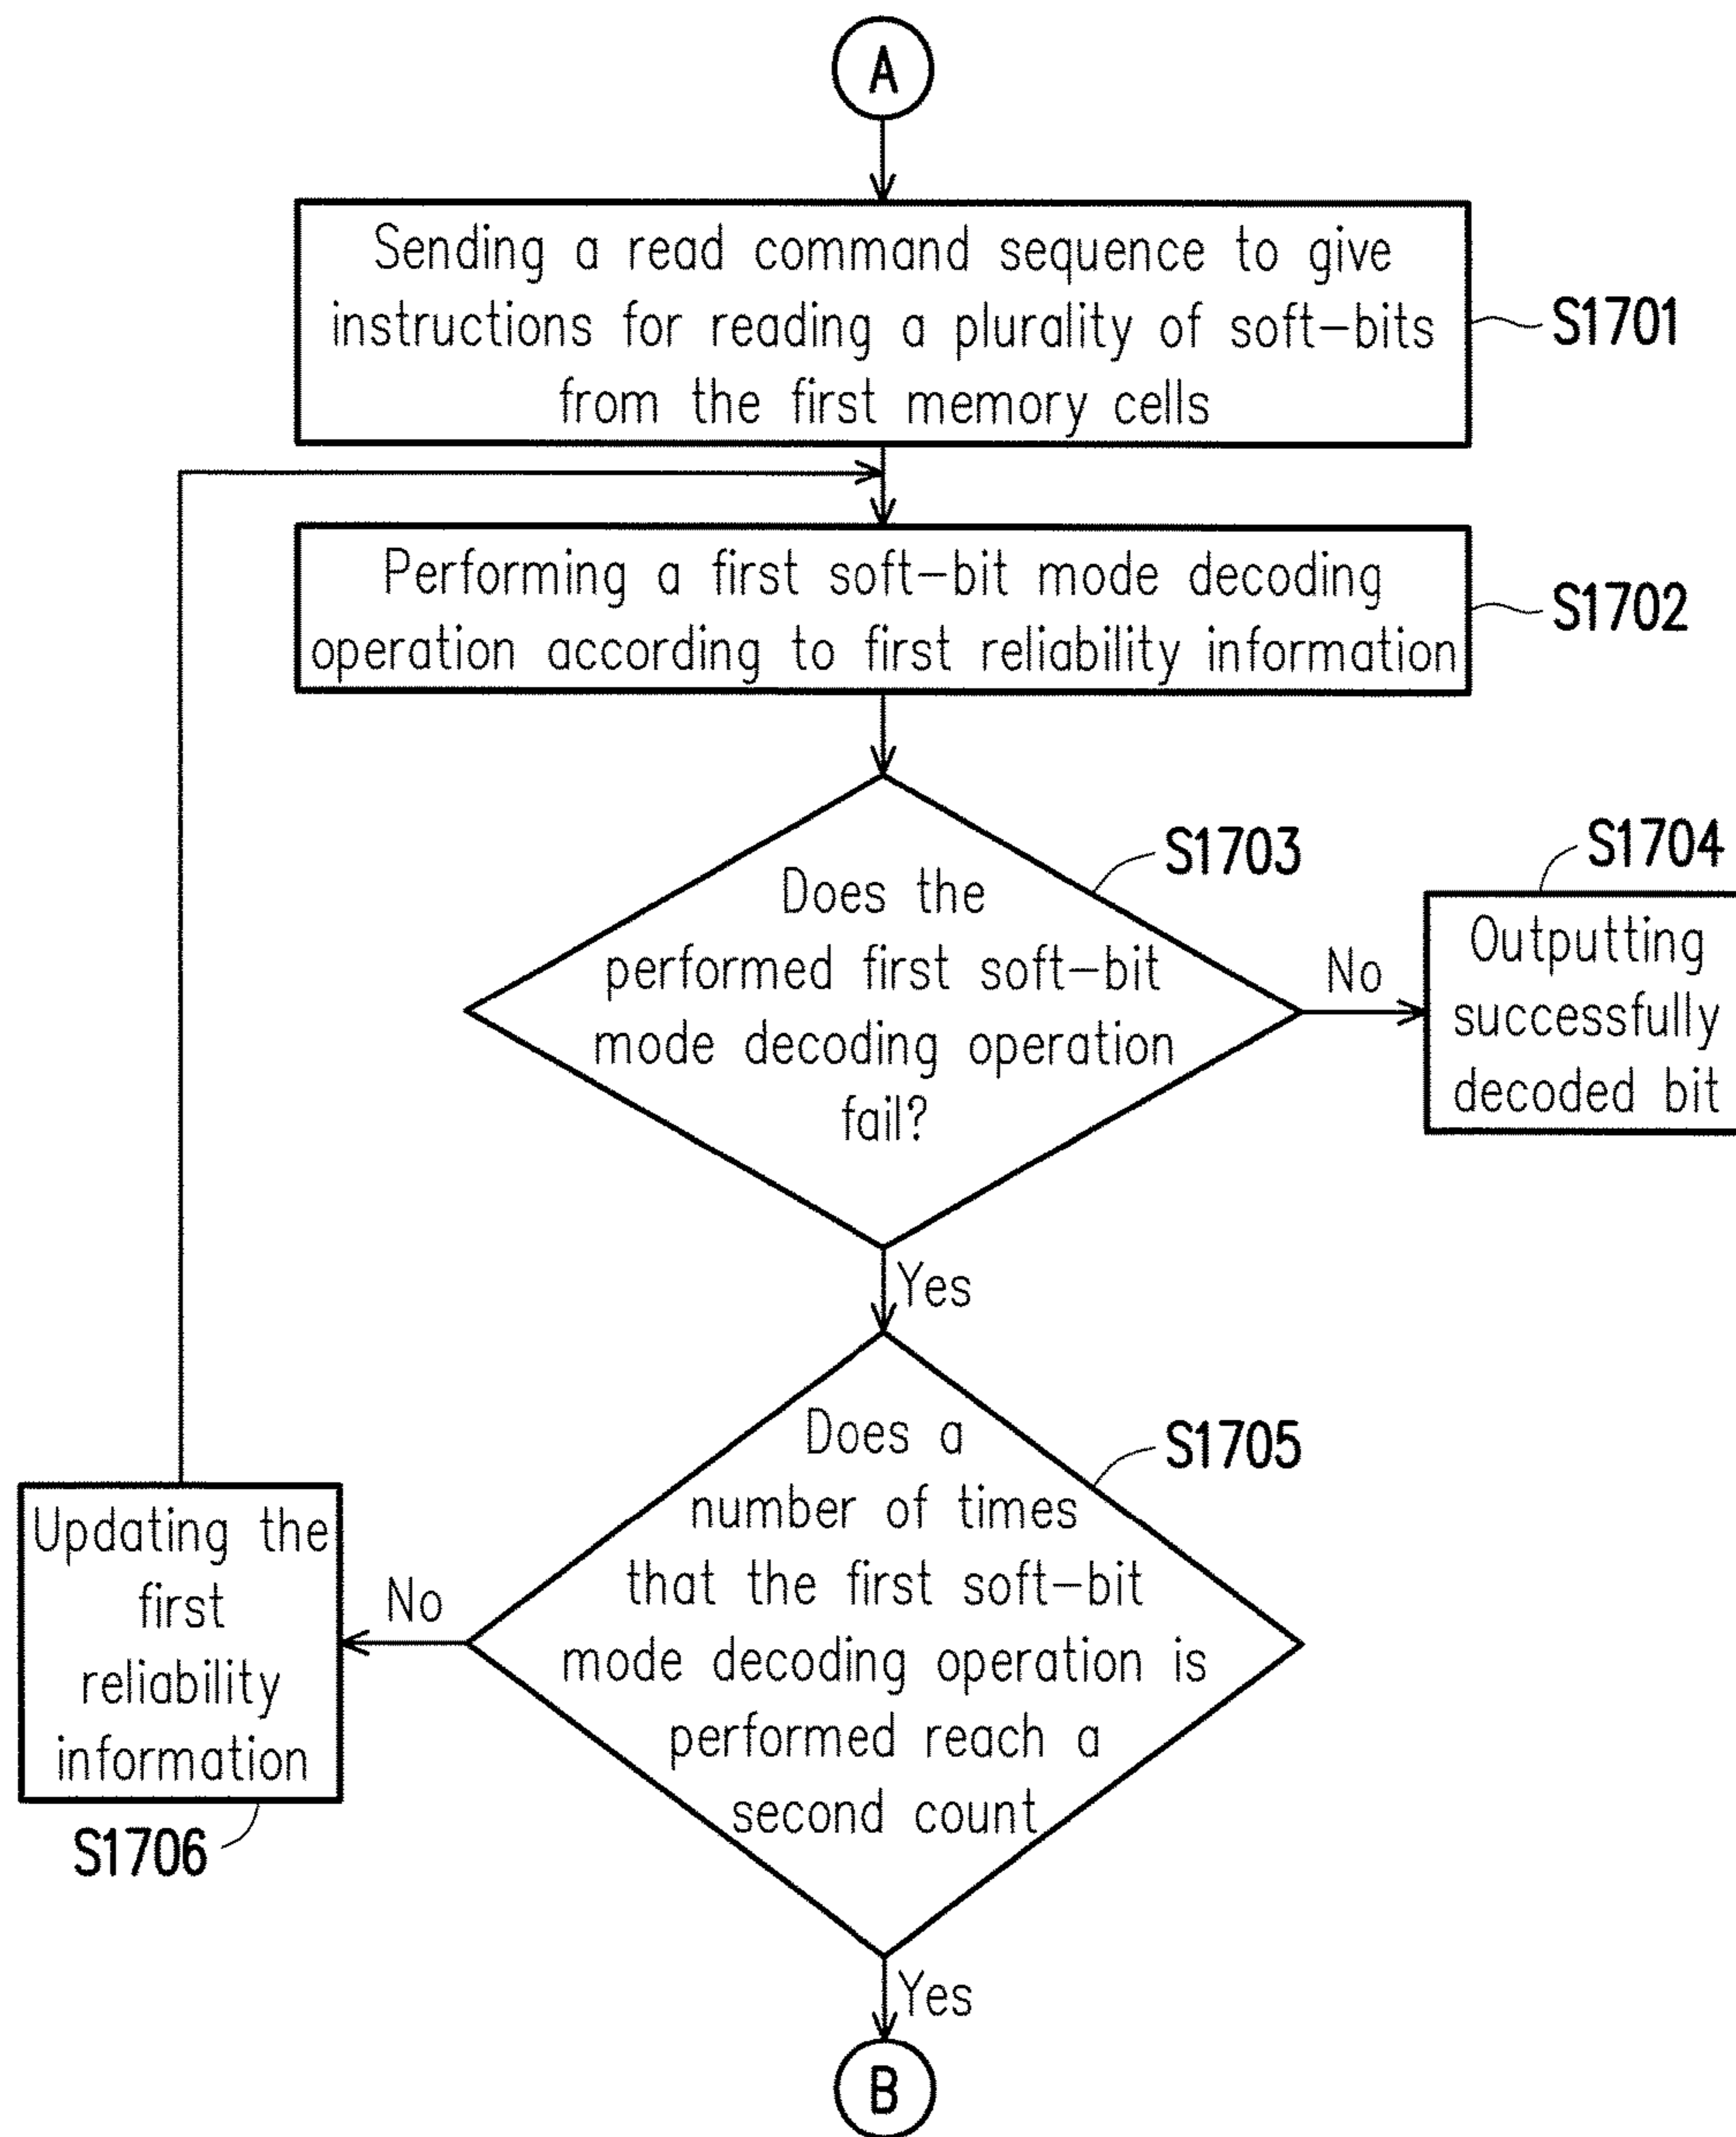 A
Sending a read command sequence to give
instructions for reading a plurality of soft-bits
from the first memory cells
S1701
Performing a first soft-bit mode decoding
operation according to first reliability information
S1702
Does the
performed first soft-bit
mode decoding operation
fail?
S1703
No
S1704
Outputting
successfully
decoded bit
Yes
Does a
number of times
that the first soft-bit
mode decoding operation is
performed reach a
second count
S1705
No
Updating the
first
reliability
information
S1706
Yes
B